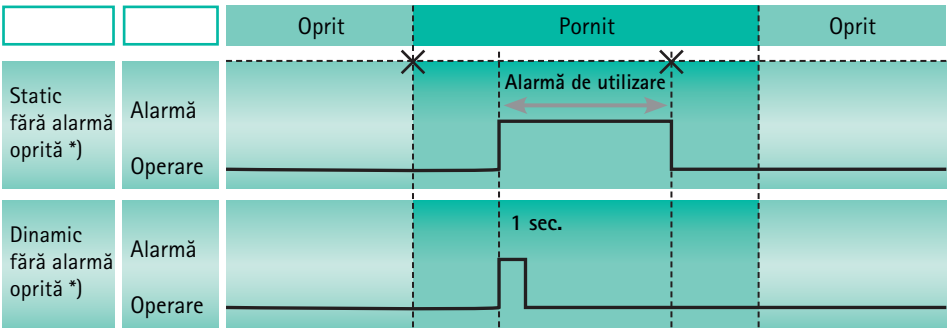 Oprit
Pornit
Oprit
Alarmă de utilizare
Static
fără alarmă
oprită *)
Alarmă
Operare
1 sec.
Dinamic
fără alarmă
oprită *)
Alarmă
Operare